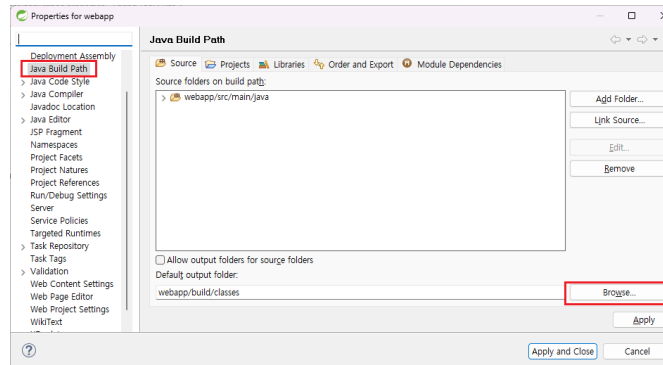 Properties for webapp
Deployment Assembly
Java Build Path
Java Code Style
Java Compiler
Javadoc Location
Java Editor
JSP Fragment
Namespaces
Project Facets
Project Natures
Project References
Run/Debug Settings
Server
Service Policies
Targeted Runtimes
Task Repository
Task Tags
Validation
Web Content Settings
Web Page Editor
Web Project Settings
WikiText
Java Build Path
Source Projects Libraries Order and Export Module Dependencies
Source folders on build path:
webapp/src/main/java
Add Folder...
Link Source...
Edit...
Remove
Allow output folders for source folders
Default output folder:
webapp/build/classes
Browse...
Apply
Apply and Close
Cancel